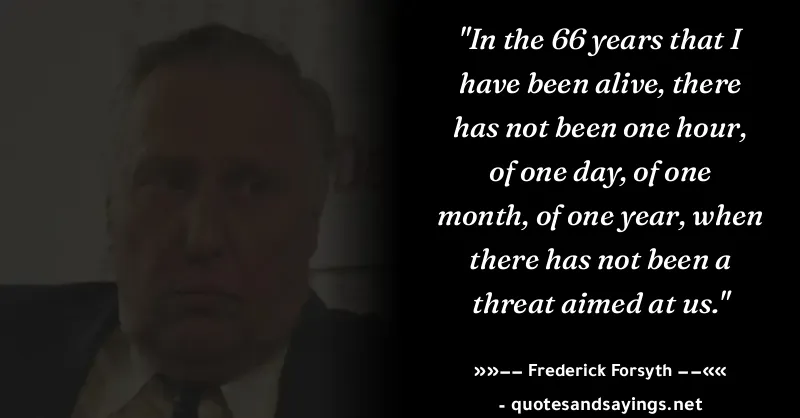 "In the 66 years that I
have been alive, there
has not been one hour,
of one day, of one
month, of one year, when
there has not been a
threat aimed at us."
»»−− Frederick Forsyth −−««
- quotesandsayings.net